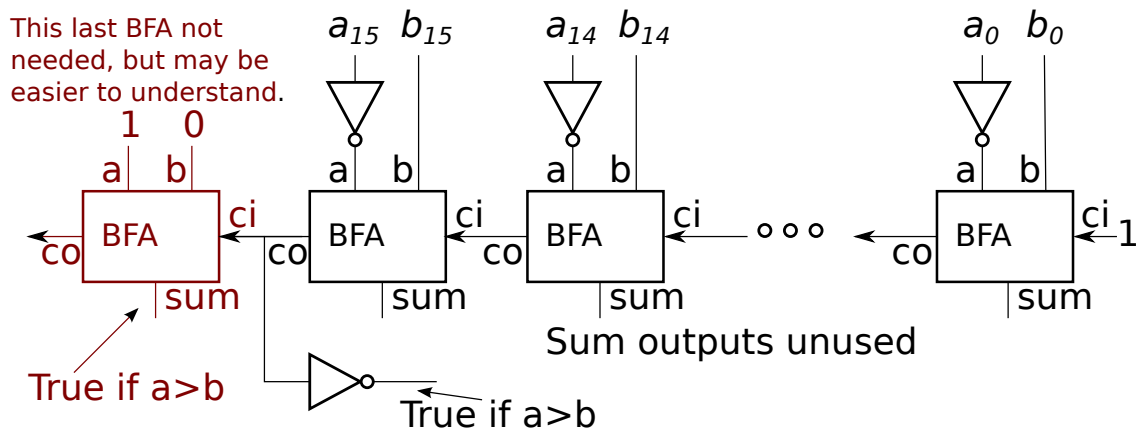 This last BFA not
needed, but may be
easier to understand.
a15 b15 a14 b14 a0 b0
1 0
a b a b a b a b
BFA ci BFA ci BFA ci BFA ci 1
co co co co
sum sum sum sum
Sum outputs unused
True if a>b
True if a>b